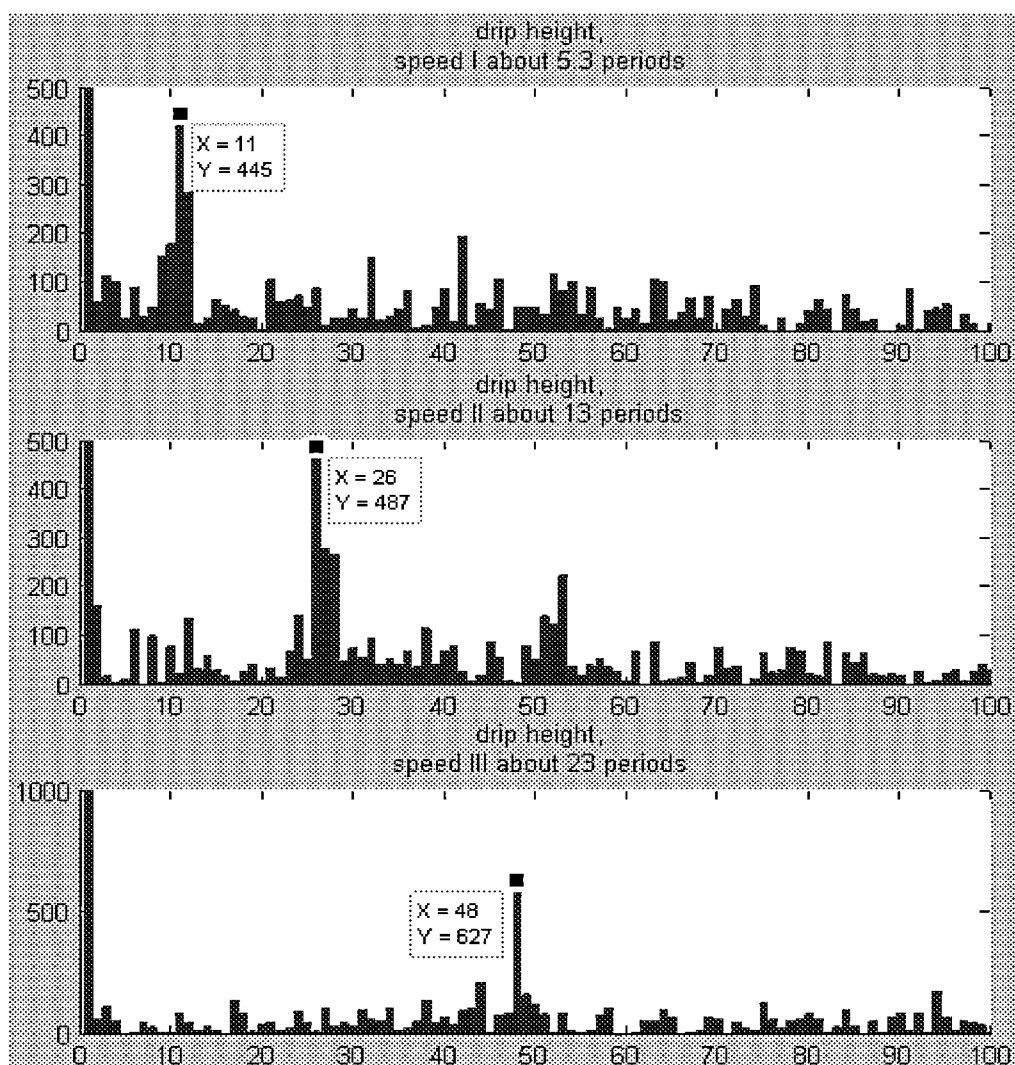 drip height,
speed I about 5.3 periods
500
400
300
200
100
0
X = 11
Y = 445
0 10 20 30 40 50 60 70 80 90 100
drip height,
speed II about 13 periods
500
400
300
200
100
0
X = 26
Y = 487
0 10 20 30 40 50 60 70 80 90 100
drip height,
speed III about 23 periods
1000
500
0
X = 48
Y = 627
0 10 20 30 40 50 60 70 80 90 100